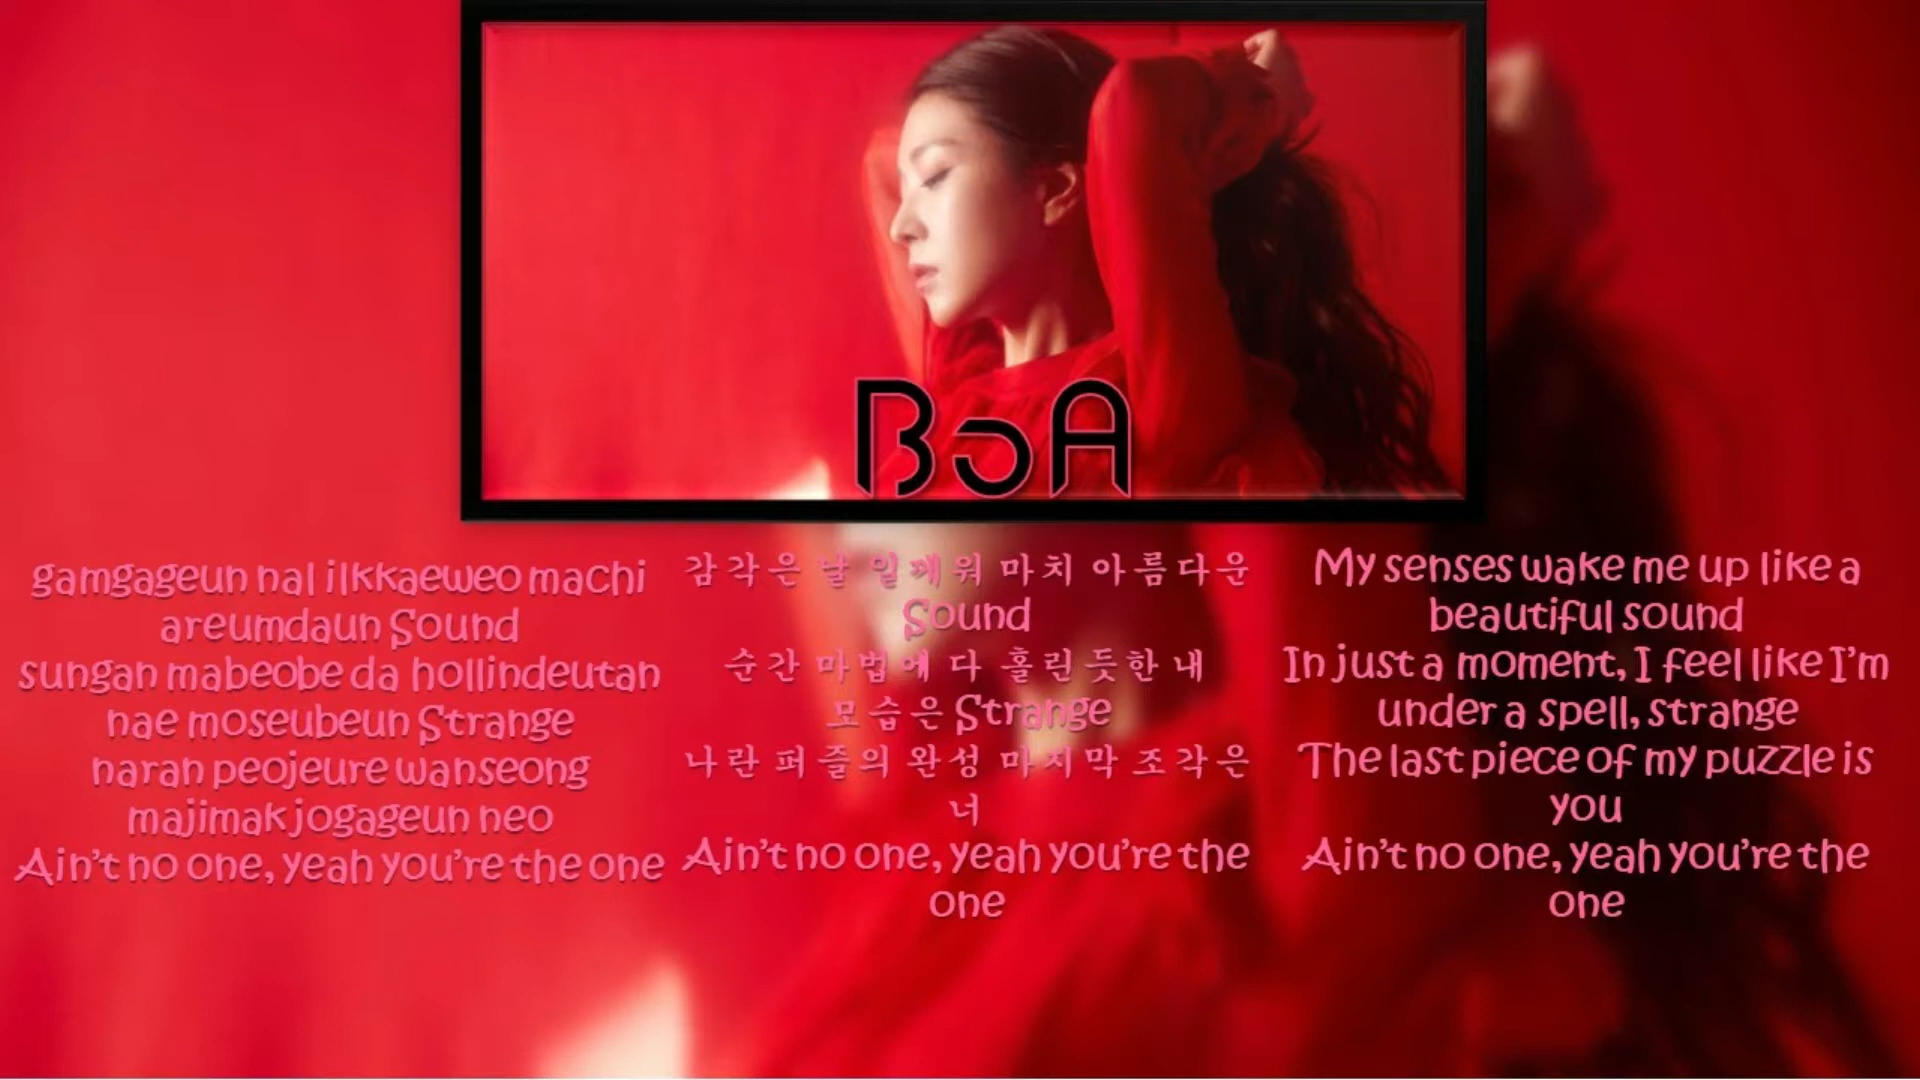 BoA
gamgageun nal ilkkaeweo machi
areumdaun Sound
sungan mabeobe da hollindeutan
nae moseubeun Strange
naran peojeure wanseong
majimak jogageun neo
Ain't no one, yeah you're the one
감각은 날 일깨워 마치 아름다운
Sound
순간 마법에 다 홀린듯한 내
모습은 Strange
나란 퍼즐의 완성 마지막 조각은
너
Ain't no one, yeah you're the
one
My senses wake me up like a
beautiful sound
In just a moment, I feel like I'm
under a spell, strange
The last piece of my puzzle is
you
Ain't no one, yeah you're the
one